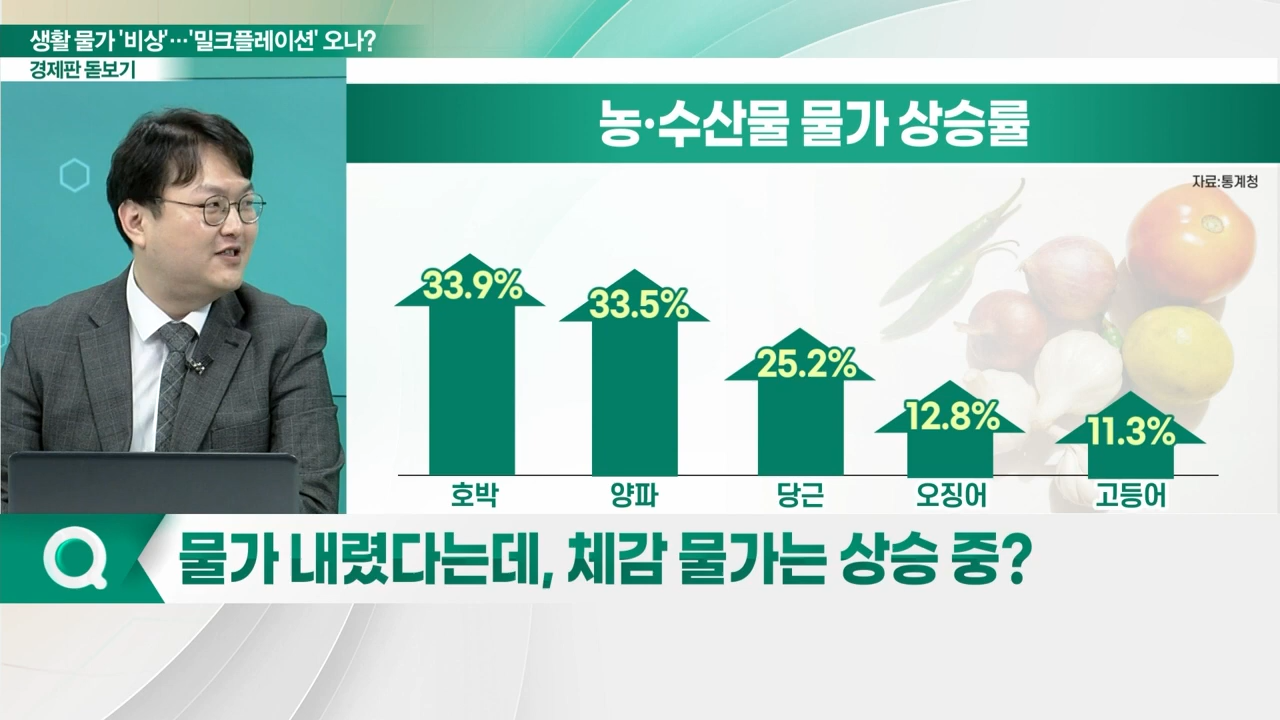 생활 물가 '비상'…'밀크플레이션' 오나?
경제판 돋보기
농·수산물 물가 상승률
자료:통계청
33.9%
33.5%
25.2%
12.8%
11.3%
호박
양파
당근
오징어
고등어
물가 내렸다는데, 체감 물가는 상승 중?